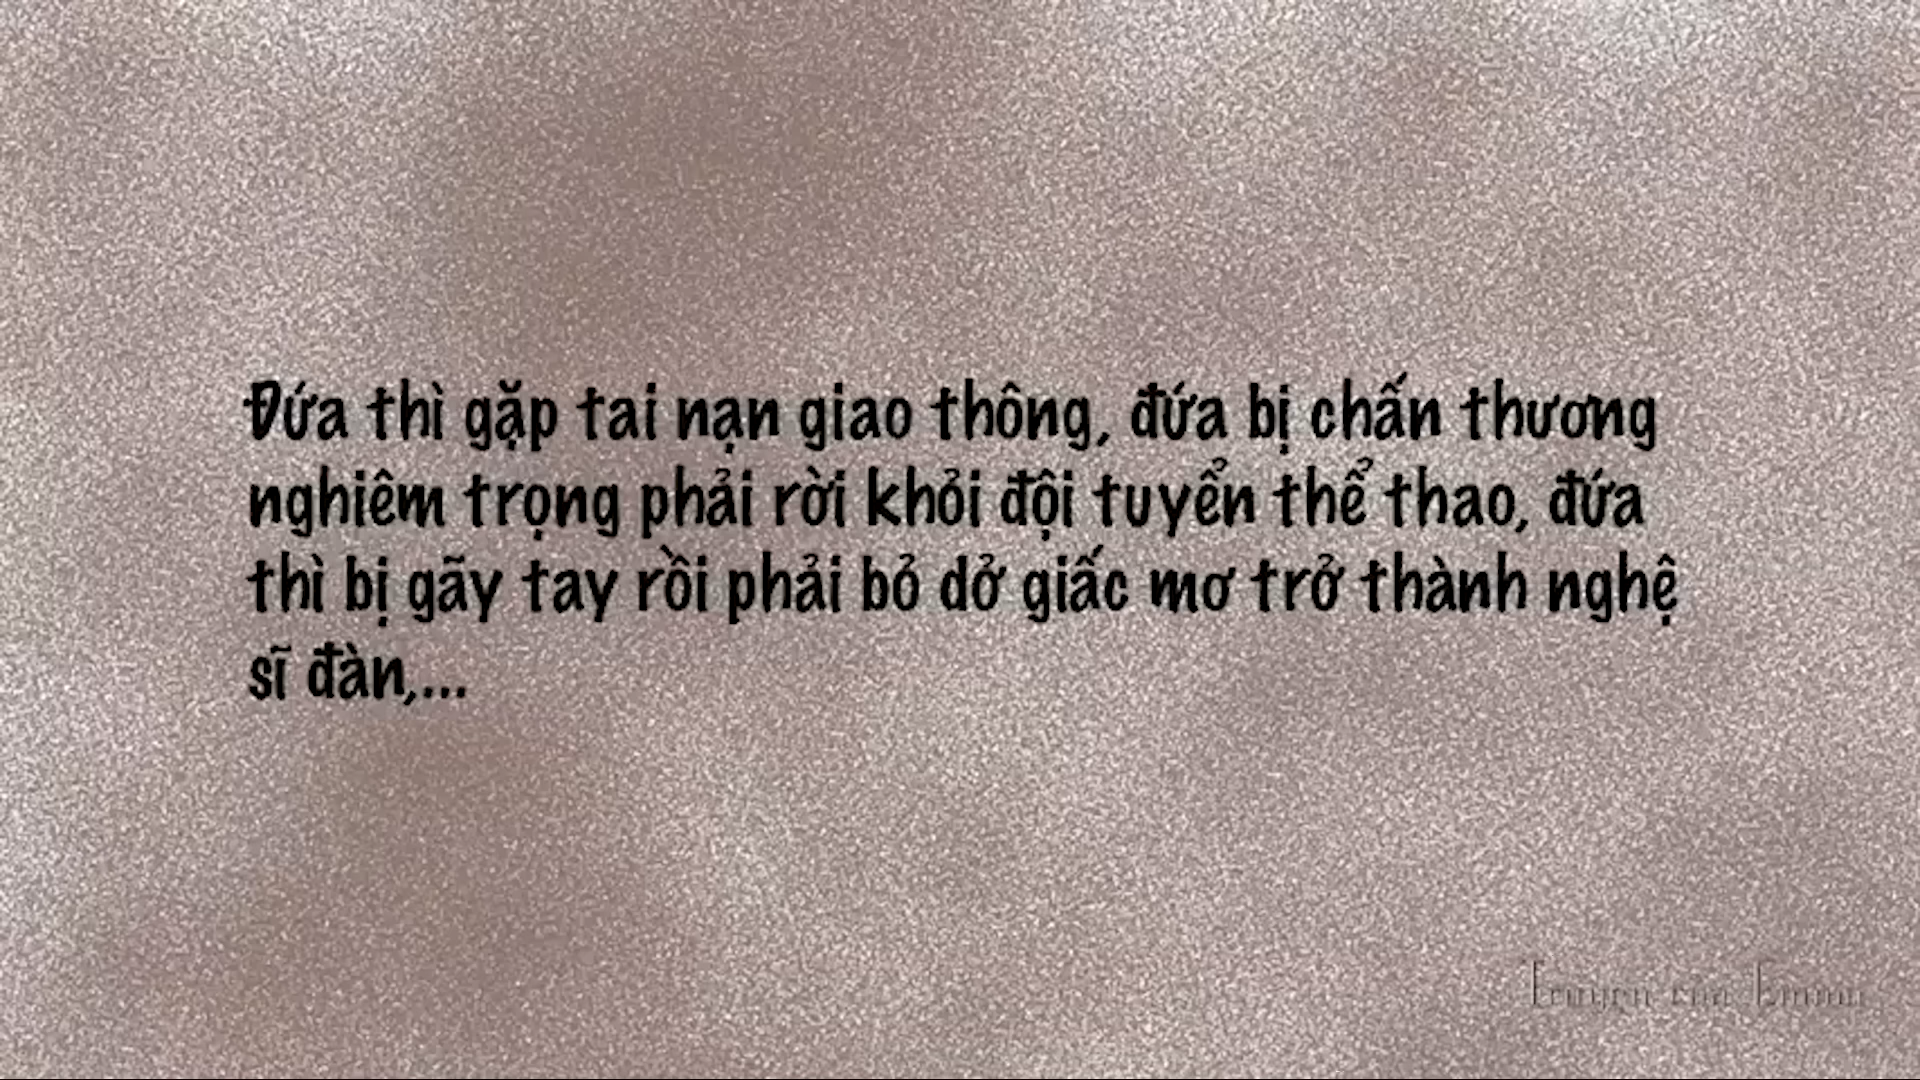 Đứa thì gặp tai nạn giao thông, đứa bị chấn thương
nghiêm trọng phải rời khỏi đội tuyển thể thao, đứa
thì bị gãy tay rồi phải bỏ dở giấc mơ trở thành nghệ
sĩ đàn,...